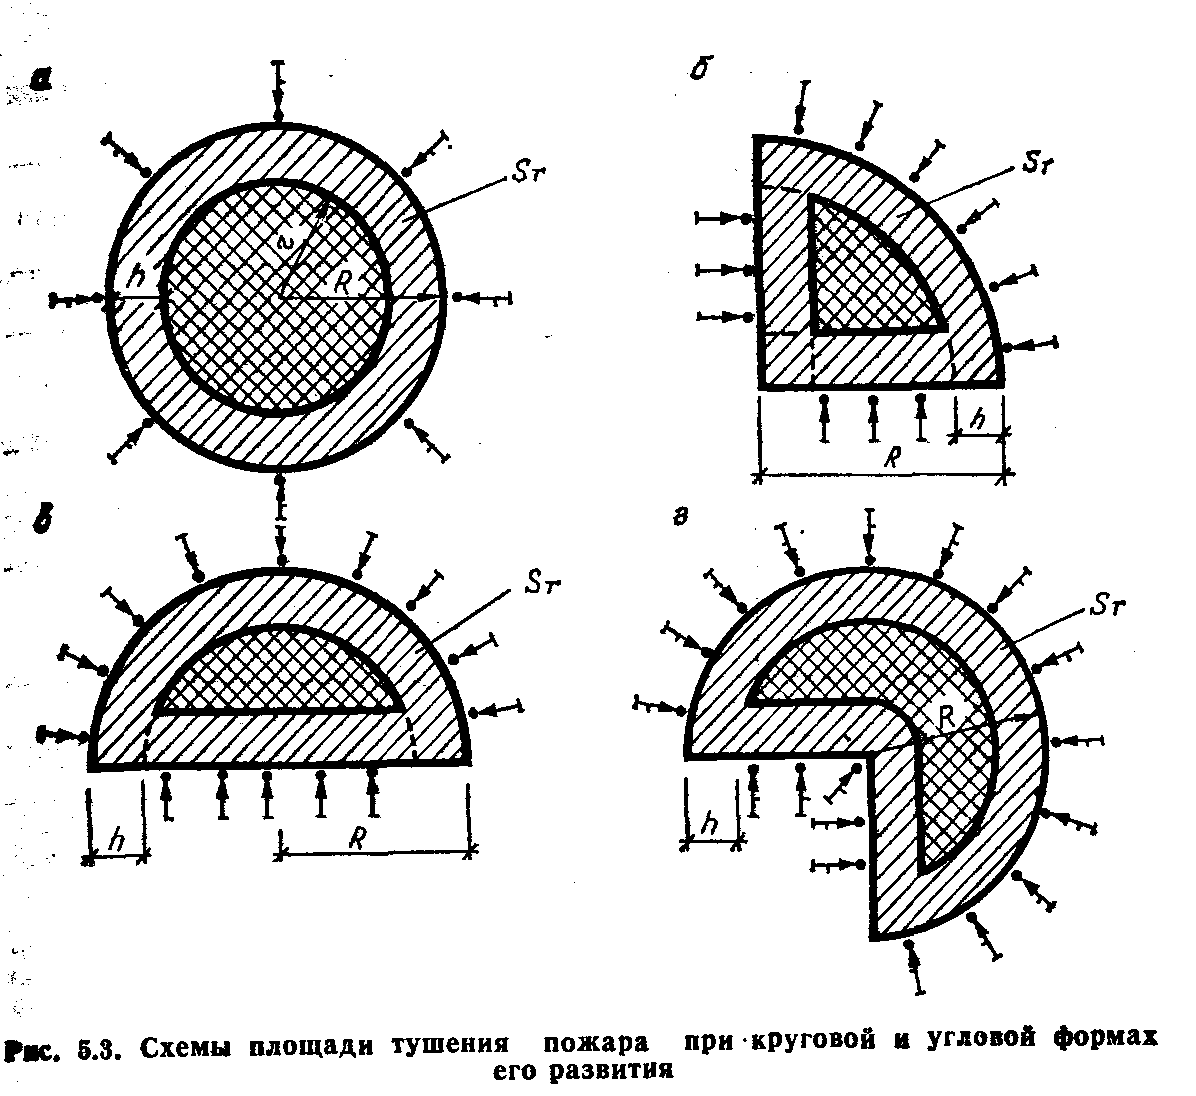 а
Sт
h
r
R
б
Sт
h
R
в
Sт
h
R
г
Sт
R
h
Рис. 5.3. Схемы площади тушения пожара при круговой и угловой формах
его развития